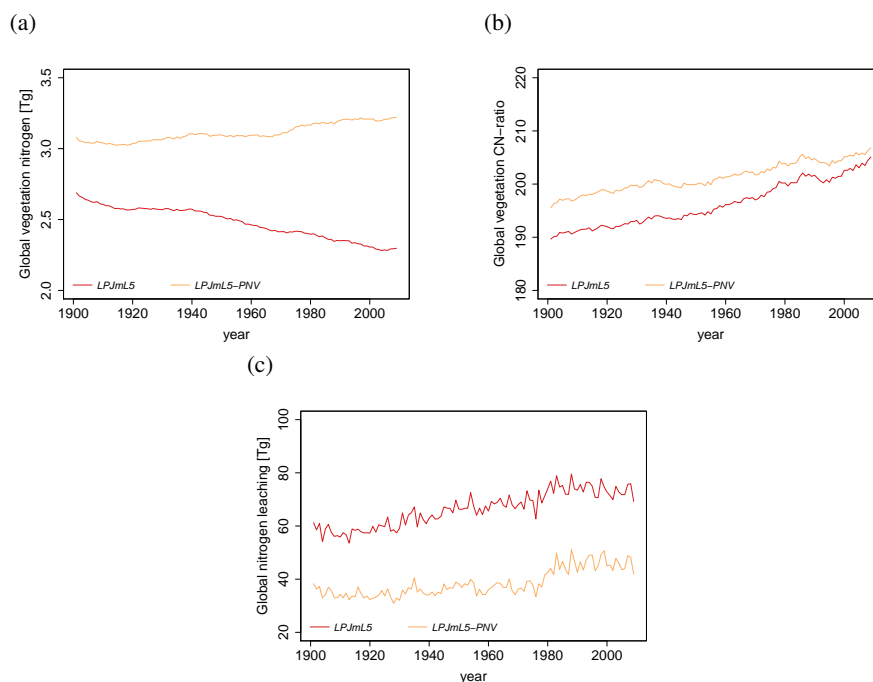 (a)
Global vegetation nitrogen [Tg]
3.5
3.0
2.5
2.0
LPJmL5
LPJmL5−PNV
1900 1920 1940 1960 1980 2000
year
(b)
Global vegetation CN−ratio
220
210
200
190
180
LPJmL5
LPJmL5−PNV
1900 1920 1940 1960 1980 2000
year
(c)
Global nitrogen leaching [Tg]
100
80
60
40
20
LPJmL5
LPJmL5−PNV
1900 1920 1940 1960 1980 2000
year